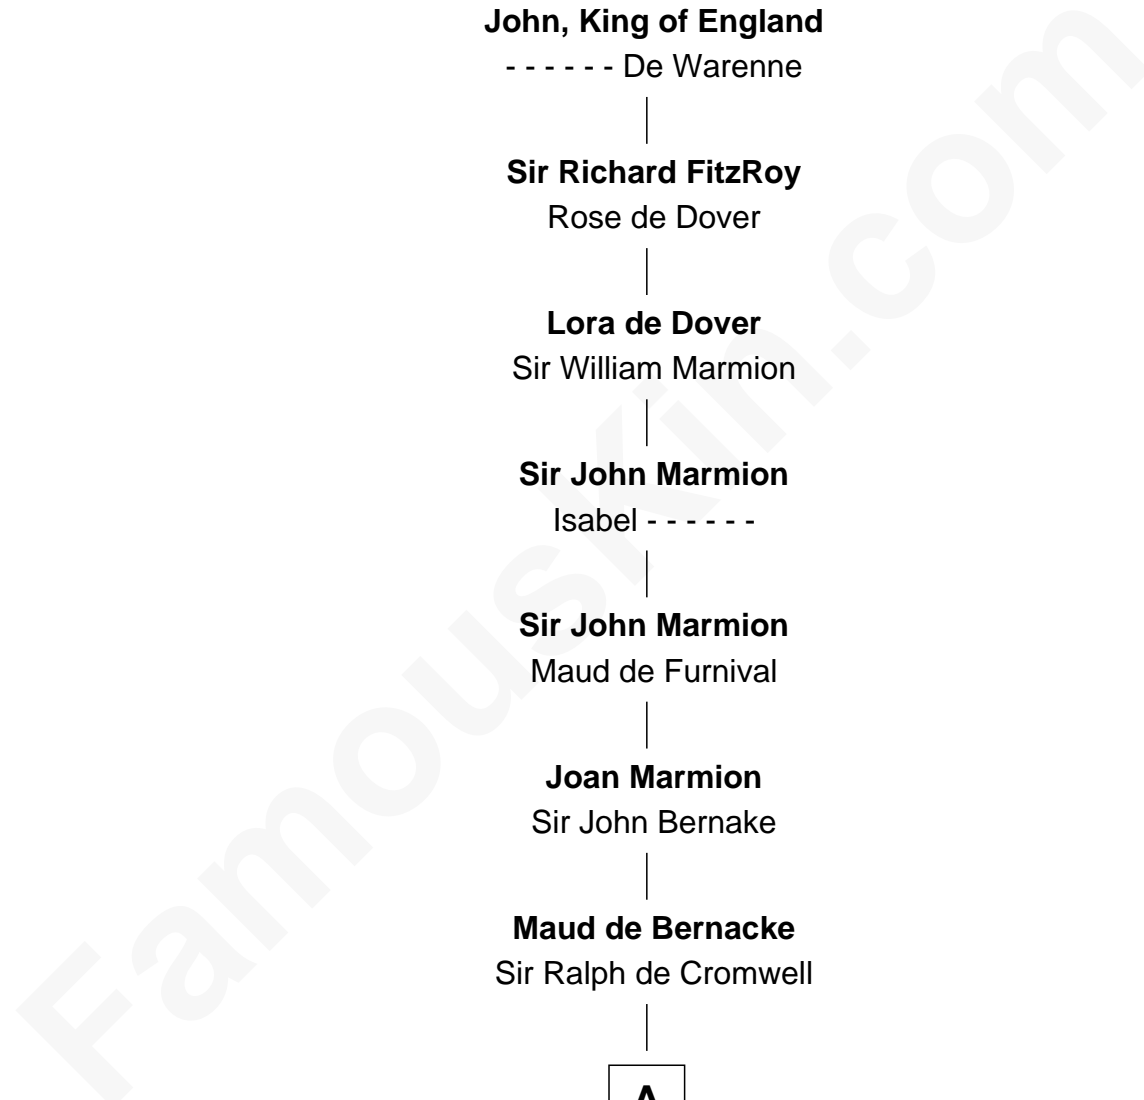 John, King of England
- - - - - - De Warenne
Sir Richard FitzRoy
Rose de Dover
Lora de Dover
Sir William Marmion
Sir John Marmion
Isabel - - - - - -
Sir John Marmion
Maud de Furnival
Joan Marmion
Sir John Bernake
Maud de Bernacke
Sir Ralph de Cromwell
A
FamousKin.com